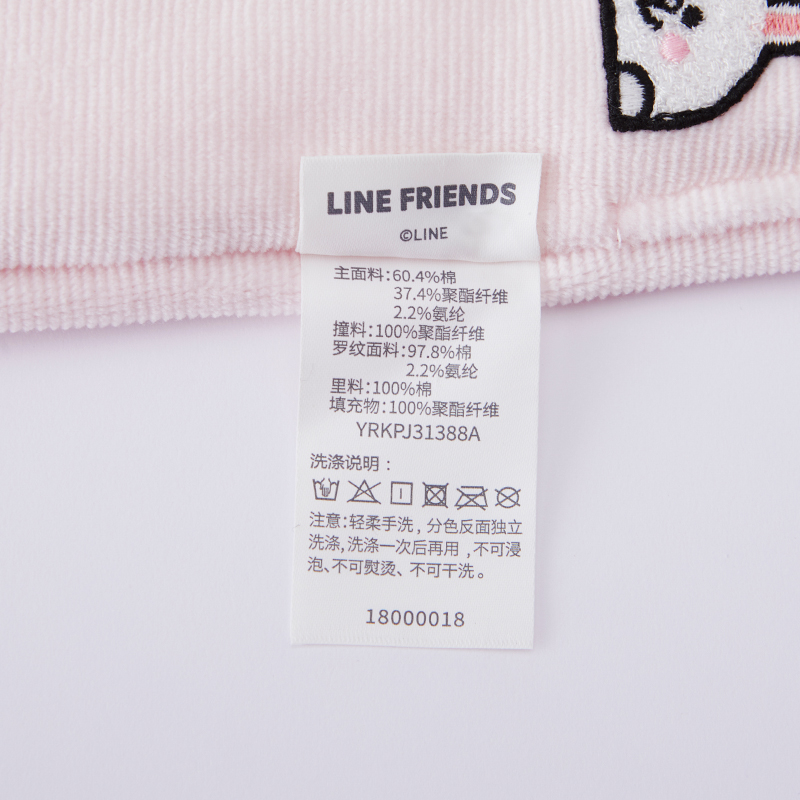 LINE FRIENDS
©LINE
主面料:60.4%棉
37.4%聚酯纤维
2.2%氨纶
撞料:100%聚酯纤维
罗纹面料:97.8%棉
2.2%氨纶
里料:100%棉
填充物:100%聚酯纤维
YRKPJ31388A
洗涤说明：
注意:轻柔手洗，分色反面独立
洗涤,洗涤一次后再用,不可浸
泡、不可熨烫、不可干洗。
18000018